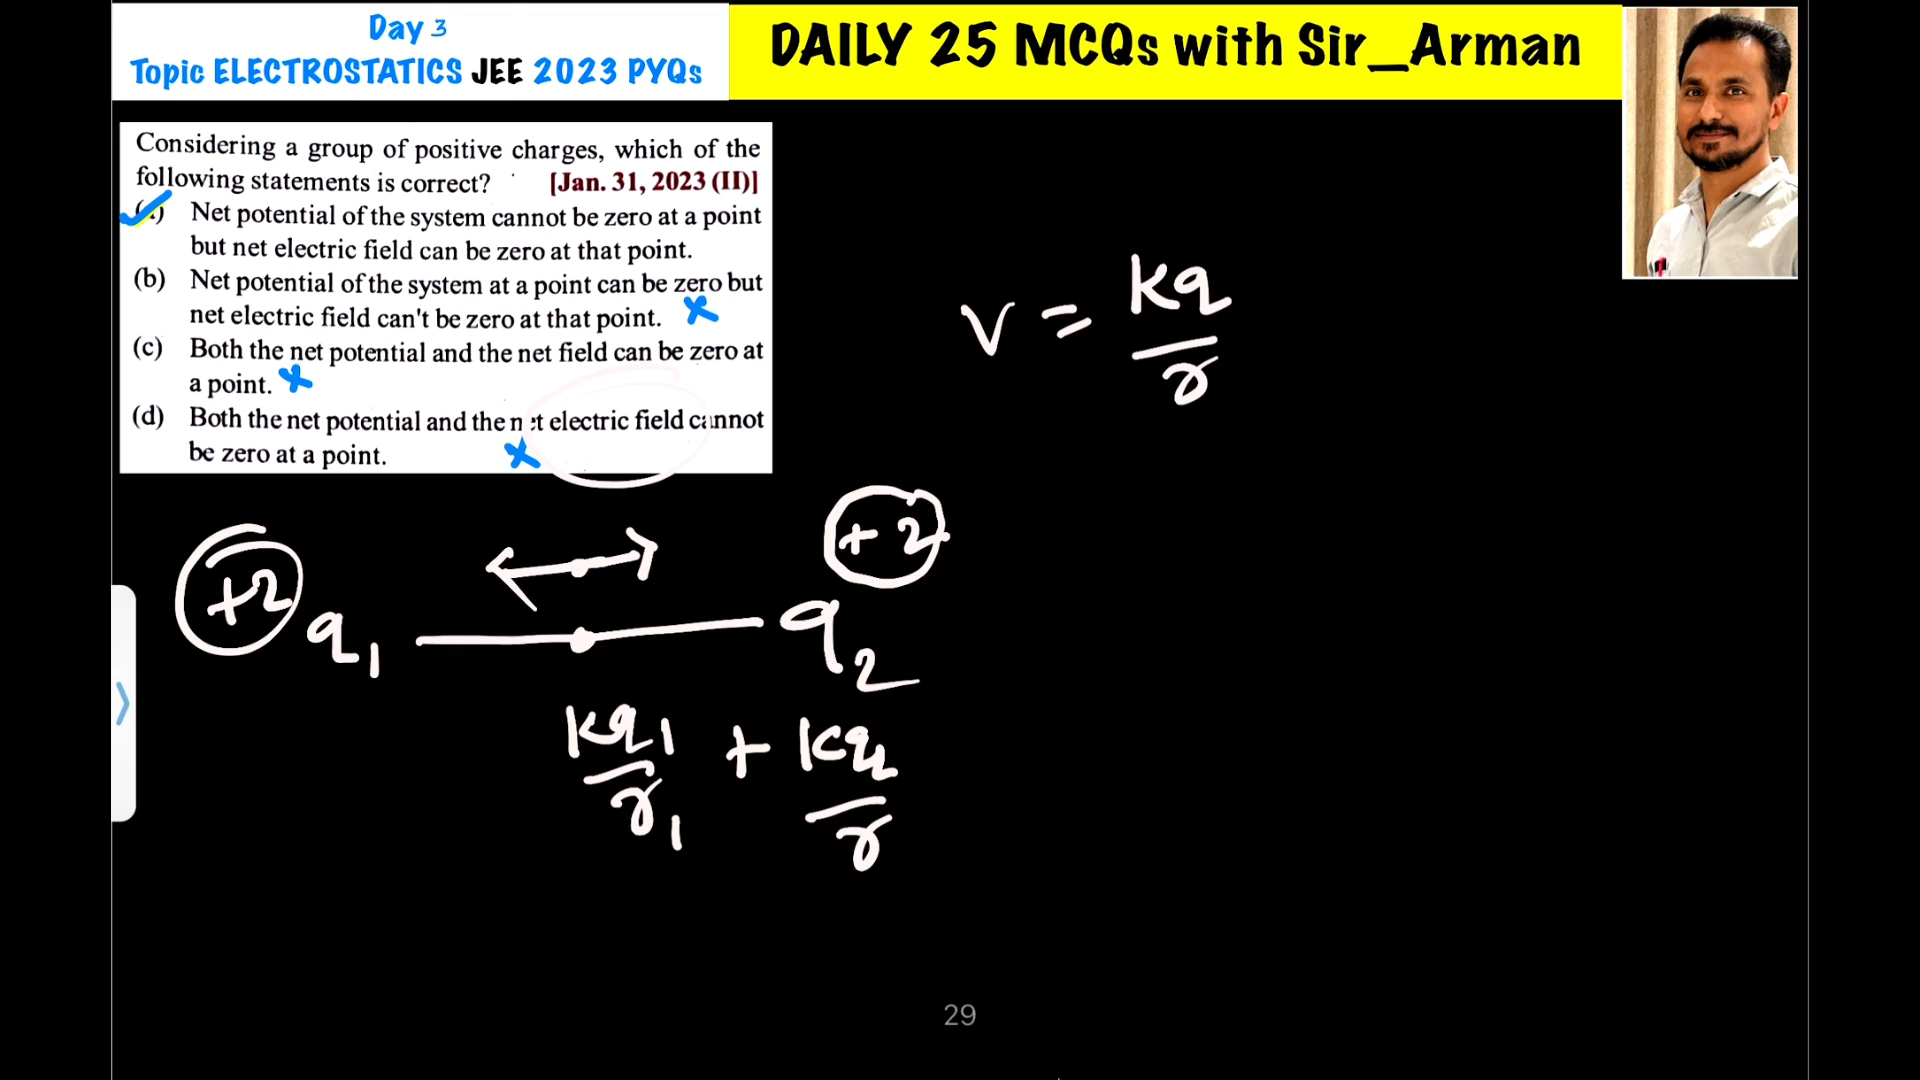 Day 3
Topic ELECTROSTATICS JEE 2023 PYQs
DAILY 25 MCQs with Sir_Arman
Considering a group of positive charges, which of the
following statements is correct? [Jan. 31, 2023 (II)]
Net potential of the system cannot be zero at a point
but net electric field can be zero at that point.
(b) Net potential of the system at a point can be zero but
net electric field can't be zero at that point.
(c) Both the net potential and the net field can be zero at
a point.
(d) Both the net potential and the net electric field cannot
be zero at a point.
V = kq
r
+2
+2
q1
q2
kq1 + kq2
r1 r
29